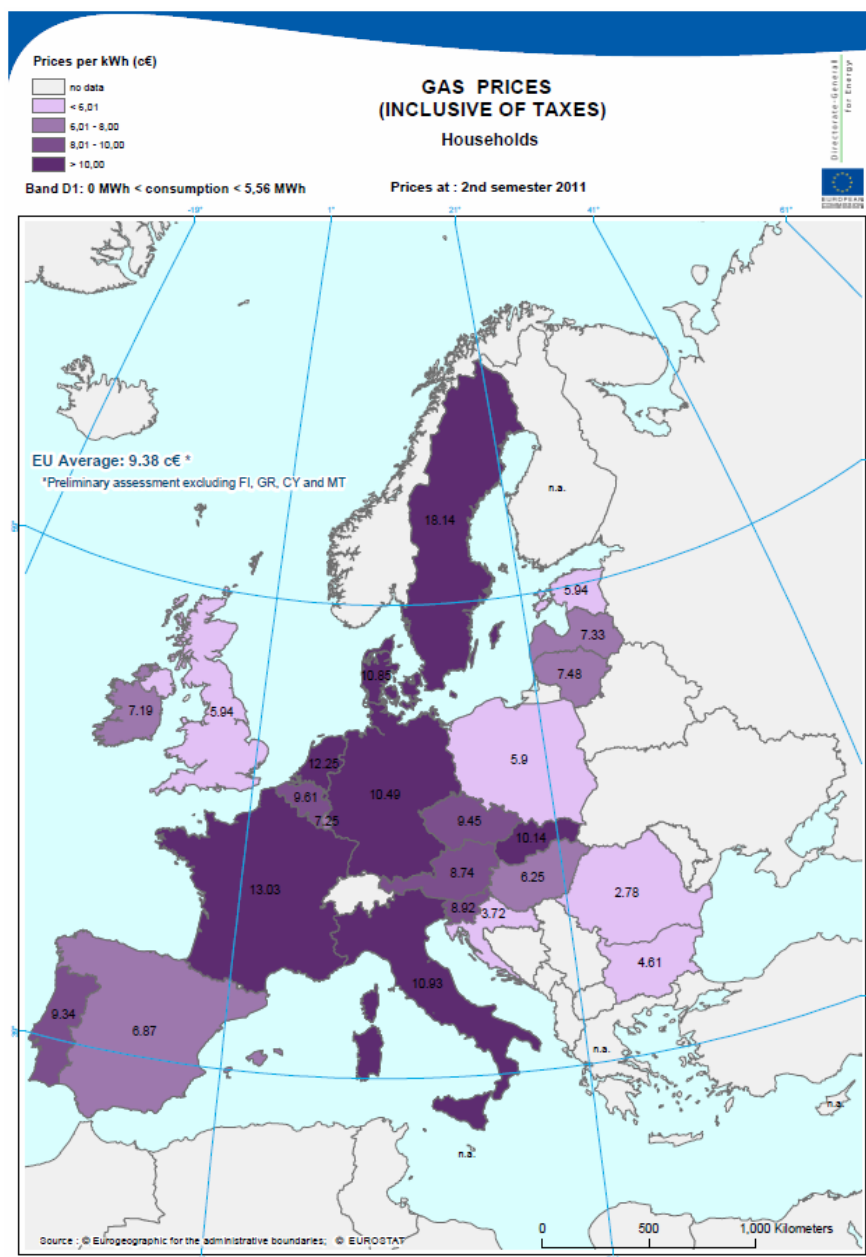 Prices per kWh (c€)
no data
< 6,01
6,01 - 8,00
8,01 - 10,00
> 10,00
Band D1: 0 MWh < consumption < 5,56 MWh
GAS PRICES
(INCLUSIVE OF TAXES)
Households
Prices at : 2nd semester 2011
Directorate-General
for Energy
EUROPEAN
COMMISSION
-19°
1°
21°
41°
61°
EU Average: 9.38 c€ *
*Preliminary assessment excluding FI, GR, CY and MT
n.a.
18.14
5.94
7.33
7.48
10.85
7.19
5.94
12.25
5.9
10.49
9.61
7.25
9.45
10.14
8.74
6.25
13.03
2.78
8.92
3.72
4.61
10.93
9.34
6.87
n.a.
n.a.
n.a.
0 500 1,000 Kilometers
Source : © Eurogeographic for the administrative boundaries; © EUROSTAT